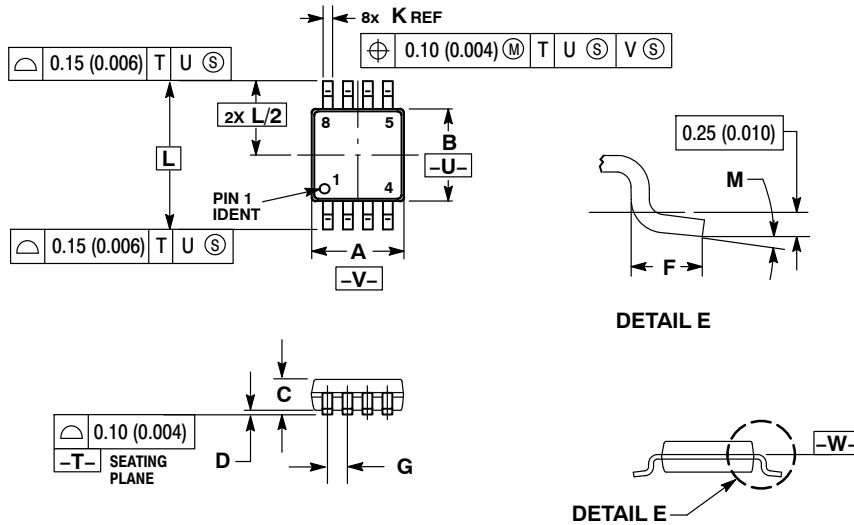 8x K REF
⌖ 0.10 (0.004) Ⓜ T U Ⓢ V Ⓢ
⌓ 0.15 (0.006) T U Ⓢ
2X L/2
L
8 5
B
–U–
1 4
PIN 1
IDENT
⌓ 0.15 (0.006) T U Ⓢ
A
–V–
0.25 (0.010)
M
F
DETAIL E
C
⌓ 0.10 (0.004)
–T– SEATING
PLANE
D
G
–W–
DETAIL E